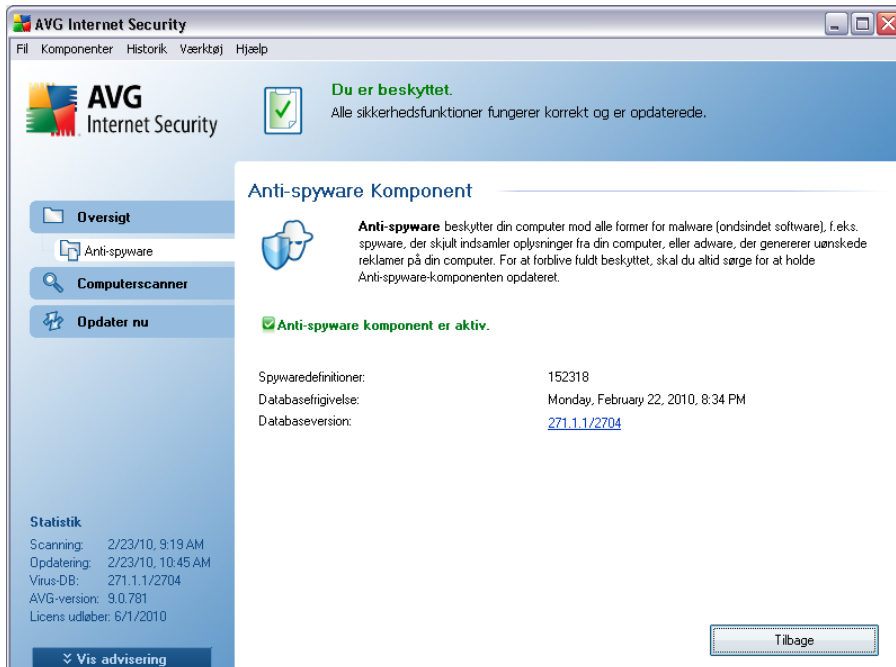 AVG Internet Security
Fil Komponenter Historik Værktøj Hjælp
AVG
Internet Security
Du er beskyttet.
Alle sikkerhedsfunktioner fungerer korrekt og er opdaterede.
Oversigt
Anti-spyware
Computerscanner
Opdater nu
Anti-spyware Komponent
Anti-spyware beskytter din computer mod alle former for malware (ondsindet software), f.eks.
spyware, der skjult indsamler oplysninger fra din computer, eller adware, der genererer uønskede
reklamer på din computer. For at forblive fuldt beskyttet, skal du altid sørge for at holde
Anti-spyware-komponenten opdateret.
Anti-spyware komponent er aktiv.
Spywaredefinitioner: 152318
Databasefrigivelse: Monday, February 22, 2010, 8:34 PM
Databaseversion: 271.1.1/2704
Statistik
Scanning: 2/23/10, 9:19 AM
Opdatering: 2/23/10, 10:45 AM
Virus-DB: 271.1.1/2704
AVG-version: 9.0.781
Licens udløber: 6/1/2010
Vis advisering
Tilbage